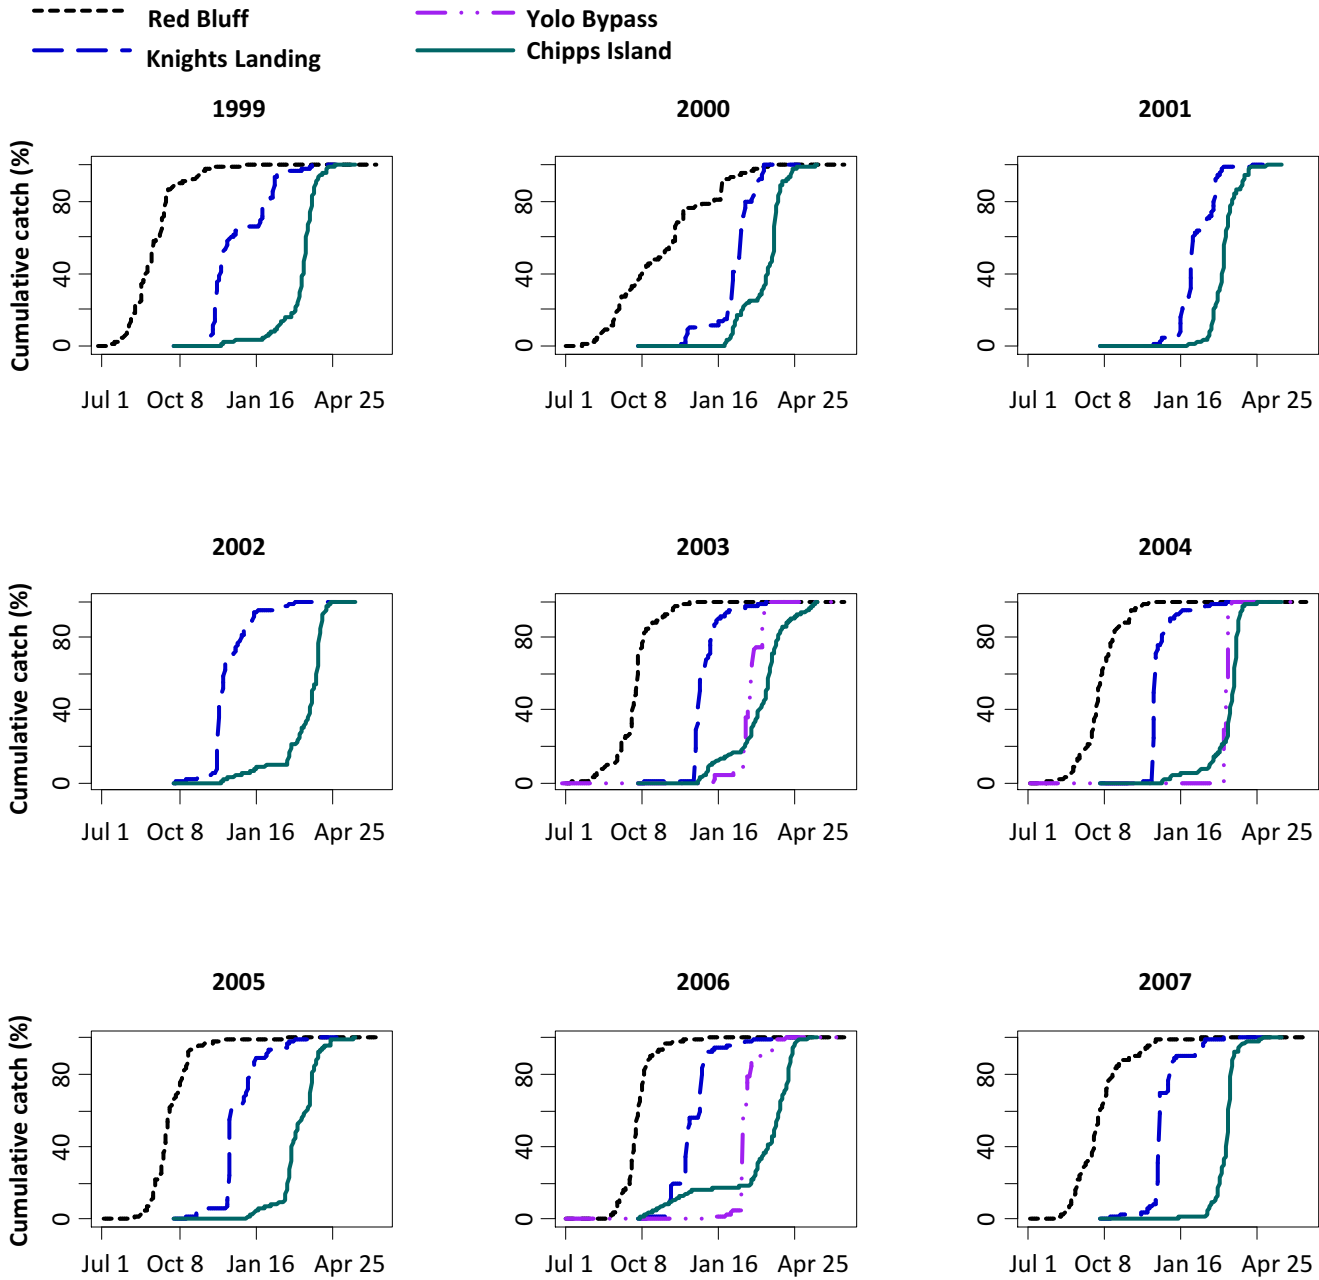 Red Bluff
Yolo Bypass
Knights Landing
Chipps Island
1999
2000
2001
Cumulative catch (%)
80
40
0
80
40
0
80
40
0
Jul 1 Oct 8 Jan 16 Apr 25
Jul 1 Oct 8 Jan 16 Apr 25
Jul 1 Oct 8 Jan 16 Apr 25
2002
2003
2004
Cumulative catch (%)
80
40
0
80
40
0
80
40
0
Jul 1 Oct 8 Jan 16 Apr 25
Jul 1 Oct 8 Jan 16 Apr 25
Jul 1 Oct 8 Jan 16 Apr 25
2005
2006
2007
Cumulative catch (%)
80
40
0
80
40
0
80
40
0
Jul 1 Oct 8 Jan 16 Apr 25
Jul 1 Oct 8 Jan 16 Apr 25
Jul 1 Oct 8 Jan 16 Apr 25